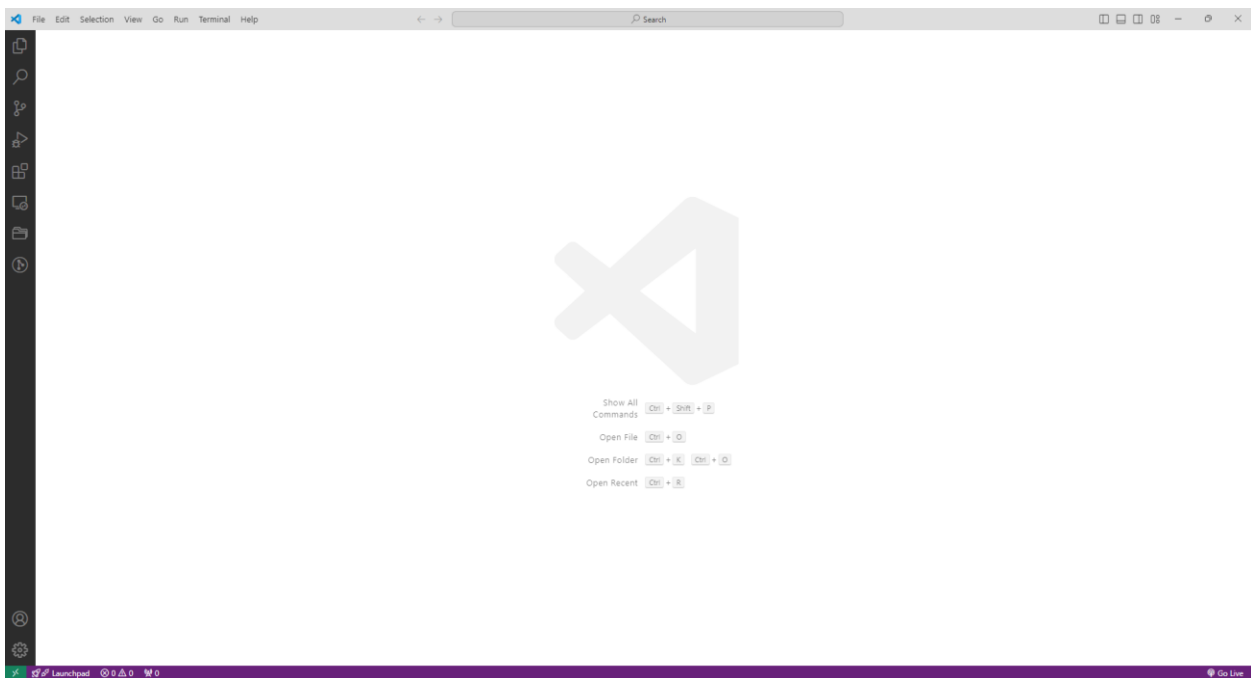 File Edit Selection View Go Run Terminal Help Search
Show All
Commands Ctrl + Shift + P
Open File Ctrl + O
Open Folder Ctrl + K Ctrl + O
Open Recent Ctrl + R
Launchpad 0 0 0 Go Live